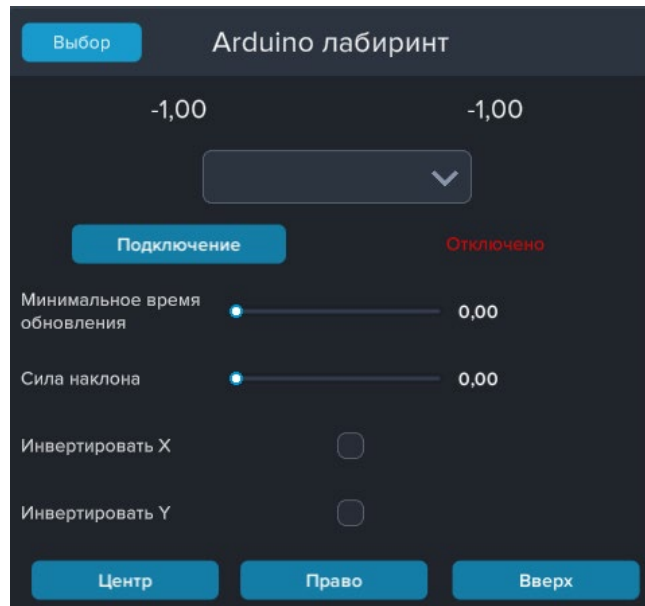 Выбор
Arduino лабиринт
-1,00
-1,00
Подключение
Отключено
Минимальное время
обновления
0,00
Сила наклона
0,00
Инвертировать X
Инвертировать Y
Центр
Право
Вверх